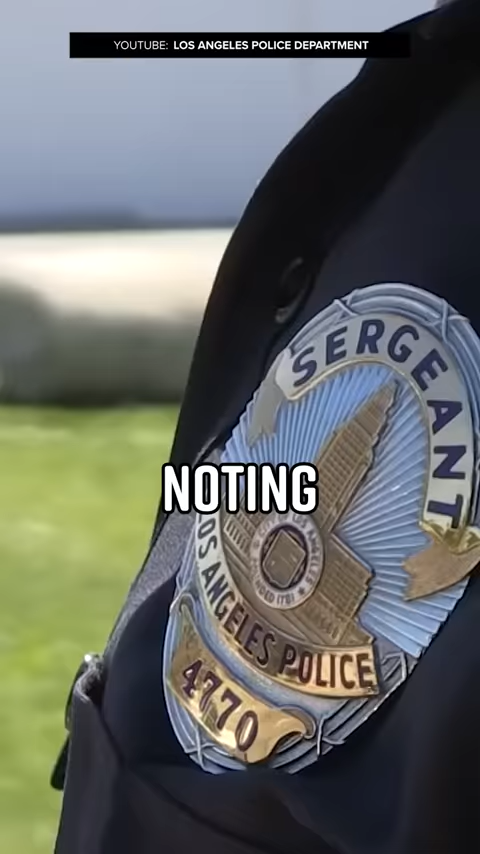 YOUTUBE: LOS ANGELES POLICE DEPARTMENT
SERGEANT
NOTING
LOS ANGELES POLICE
4770